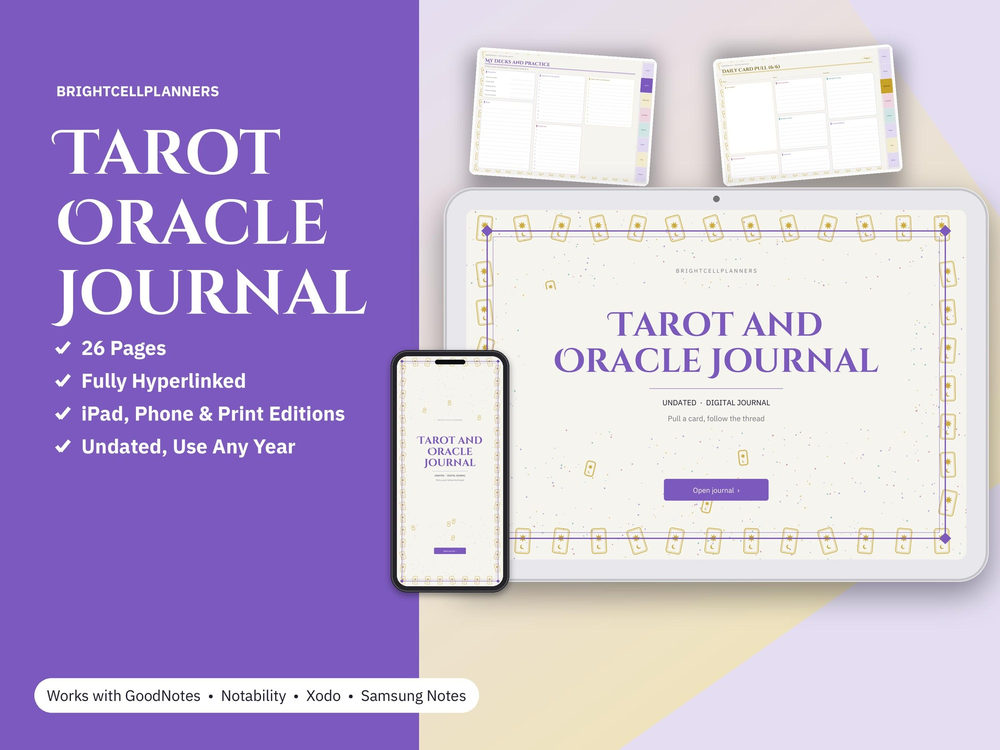 BRIGHTCELLPLANNERS
TAROT
ORACLE
JOURNAL
26 Pages
Fully Hyperlinked
iPad, Phone & Print Editions
Undated, Use Any Year
Works with GoodNotes • Notability • Xodo • Samsung Notes
MY DECKS AND PRACTICE
DAILY CARD PULL (6/6)
BRIGHTCELLPLANNERS
TAROT AND
ORACLE JOURNAL
UNDATED · DIGITAL JOURNAL
Pull a card, follow the thread
Open journal ›
TAROT AND
ORACLE
JOURNAL